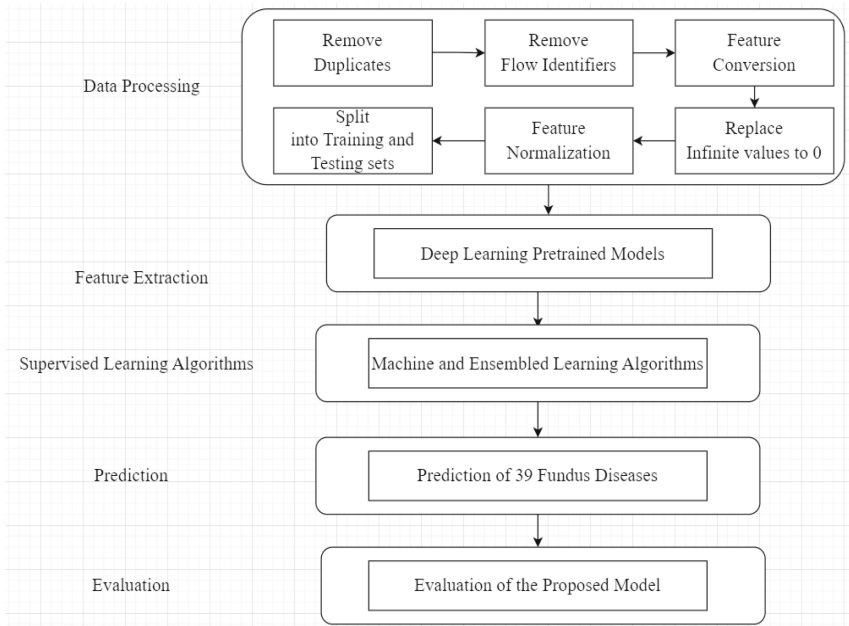 Data Processing
Remove
Duplicates
Remove
Flow Identifiers
Feature
Conversion
Replace
Infinite values to 0
Feature
Normalization
Split
into Training and
Testing sets
Feature Extraction
Deep Learning Pretrained Models
Supervised Learning Algorithms
Machine and Ensembled Learning Algorithms
Prediction
Prediction of 39 Fundus Diseases
Evaluation
Evaluation of the Proposed Model